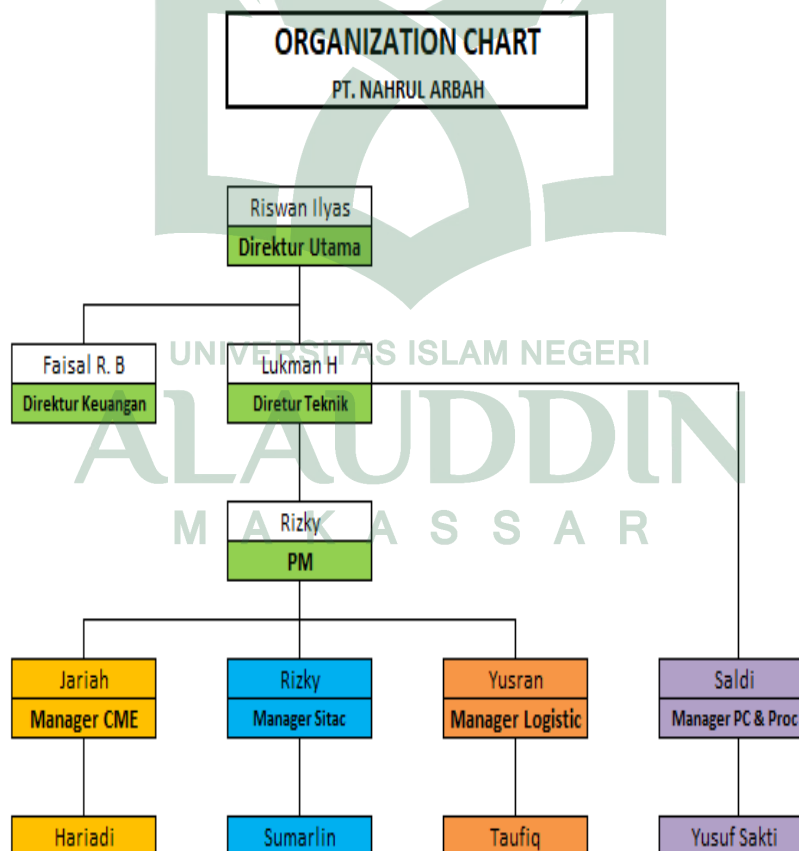 ORGANIZATION CHART
PT. NAHRUL ARBAH
Riswan Ilyas
Direktur Utama
Faisal R. B
Direktur Keuangan
Lukman H
Diretur Teknik
UNIVERSITAS ISLAM NEGERI
ALAUDDIN
MAKASSAR
Rizky
PM
Jariah
Manager CME
Rizky
Manager Sitac
Yusran
Manager Logistic
Saldi
Manager PC & Proc
Hariadi
Sumarlin
Taufiq
Yusuf Sakti